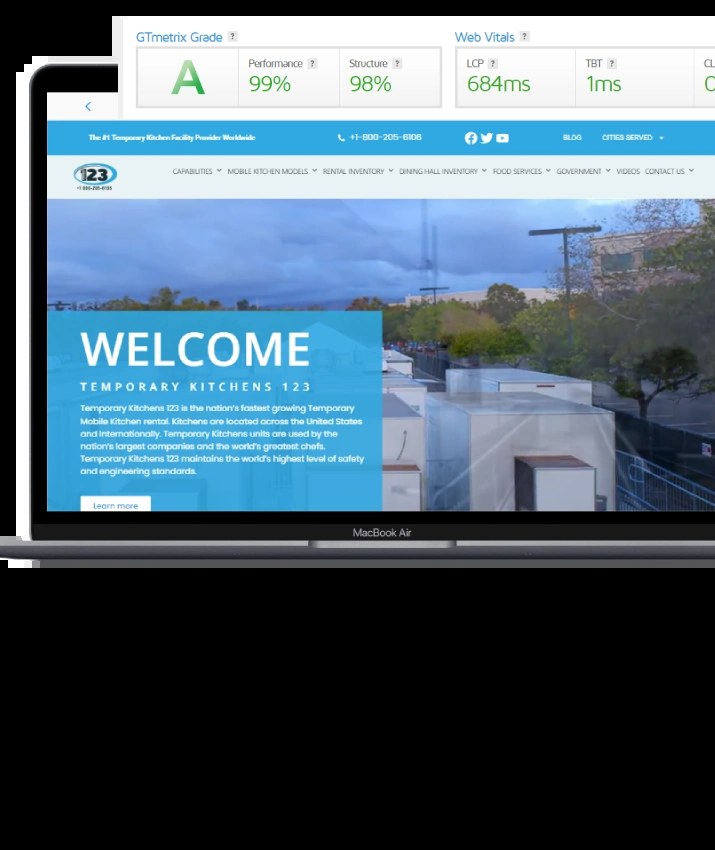 GTmetrix Grade ?
Web Vitals ?
A
Performance ?
99%
Structure ?
98%
LCP ?
684ms
TBT ?
1ms
CL
The #1 Temporary Kitchen Facility Provider Worldwide
+1-800-205-6106
BLOG
CITIES SERVED
123
+1 800-205-6106
CAPABILITIES MOBILE KITCHEN MODELS RENTAL INVENTORY DINING HALL INVENTORY FOOD SERVICES GOVERNMENT VIDEOS CONTACT US
WELCOME
TEMPORARY KITCHENS 123
Temporary Kitchens 123 is the nation's fastest growing Temporary
Mobile Kitchen rental. Kitchens are located across the United States
and Internationally. Temporary Kitchens units are used by the
nation's largest companies and the world's greatest chefs.
Temporary Kitchens 123 maintains the world's highest level of safety
and engineering standards.
Learn more
MacBook Air